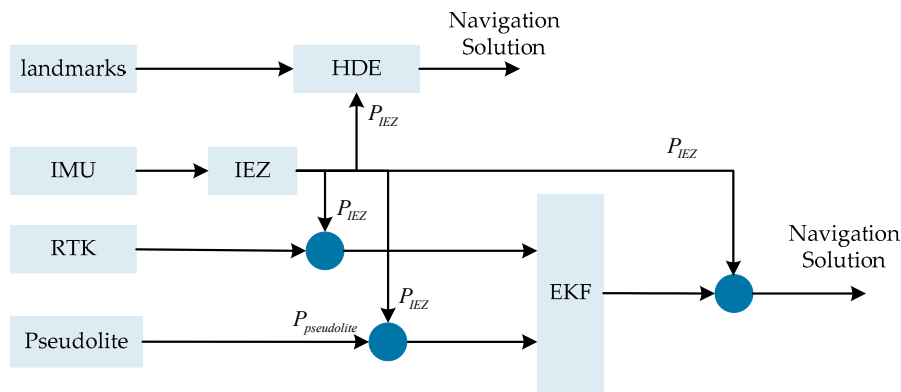 Navigation
Solution
landmarks
HDE
P_IEZ
P_IEZ
IMU
IEZ
P_IEZ
RTK
Navigation
Solution
EKF
P_IEZ
P_pseudolite
Pseudolite